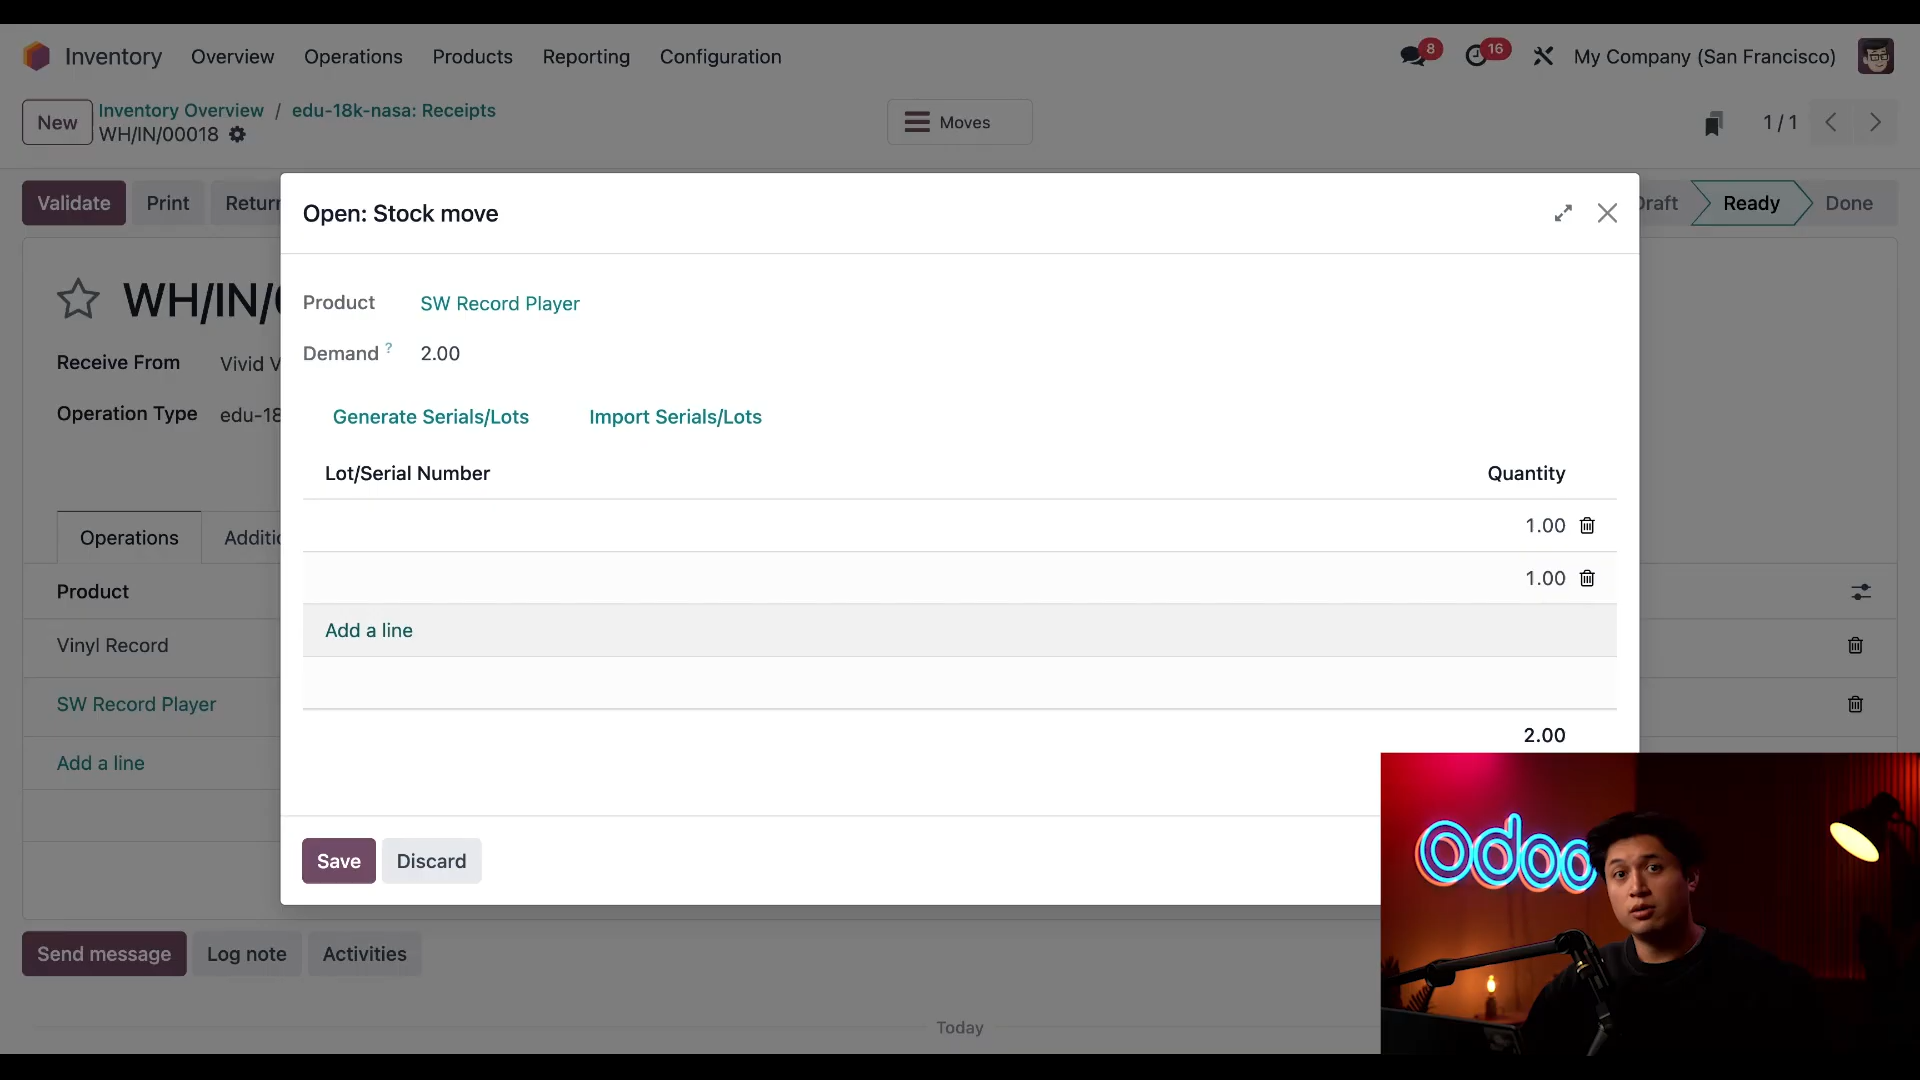 Inventory Overview Operations Products Reporting Configuration 8 16 My Company (San Francisco)
New Inventory Overview / edu-18k-nasa: Receipts Moves 1 / 1
WH/IN/00018
Validate Print Return Draft Ready Done
Open: Stock move
WH/IN/0
Product SW Record Player
Demand ? 2.00
Receive From Vivid V
Operation Type edu-18
Generate Serials/Lots Import Serials/Lots
Lot/Serial Number Quantity
1.00
1.00
Add a line
2.00
Save Discard
Operations Additio
Product
Vinyl Record
SW Record Player
Add a line
Send message Log note Activities
Today
odoo